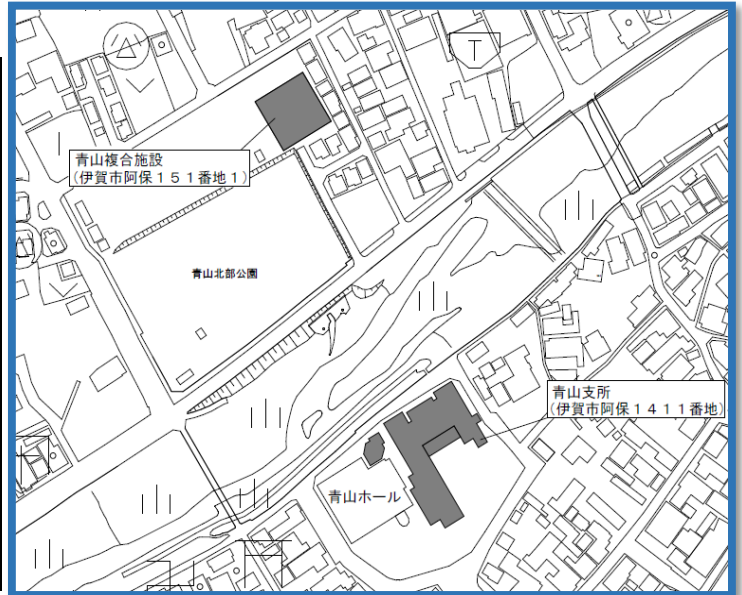 青山複合施設
(伊賀市阿保１５１番地１)
青山北部公園
青山支所
(伊賀市阿保１４１１番地)
青山ホール